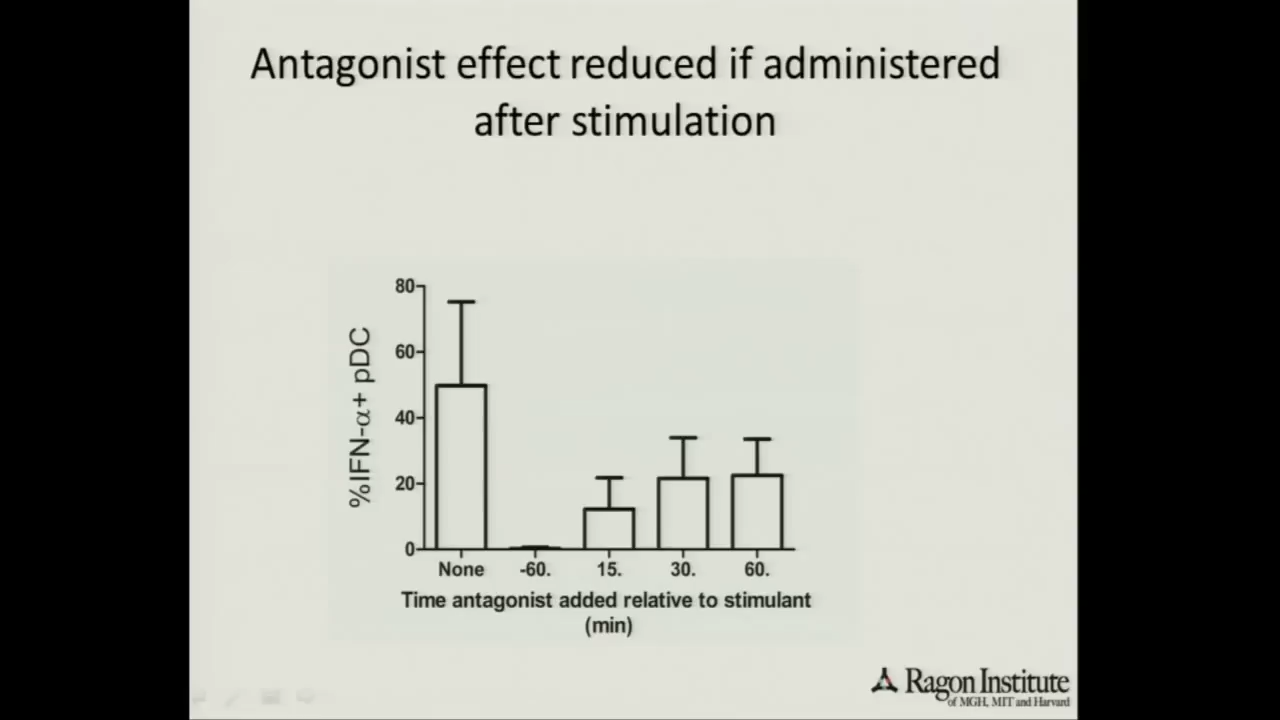 Antagonist effect reduced if administered
after stimulation
80
60
40
20
0
%IFN-α+ pDC
None -60. 15. 30. 60.
Time antagonist added relative to stimulant
(min)
Ragon Institute
of MGH, MIT and Harvard